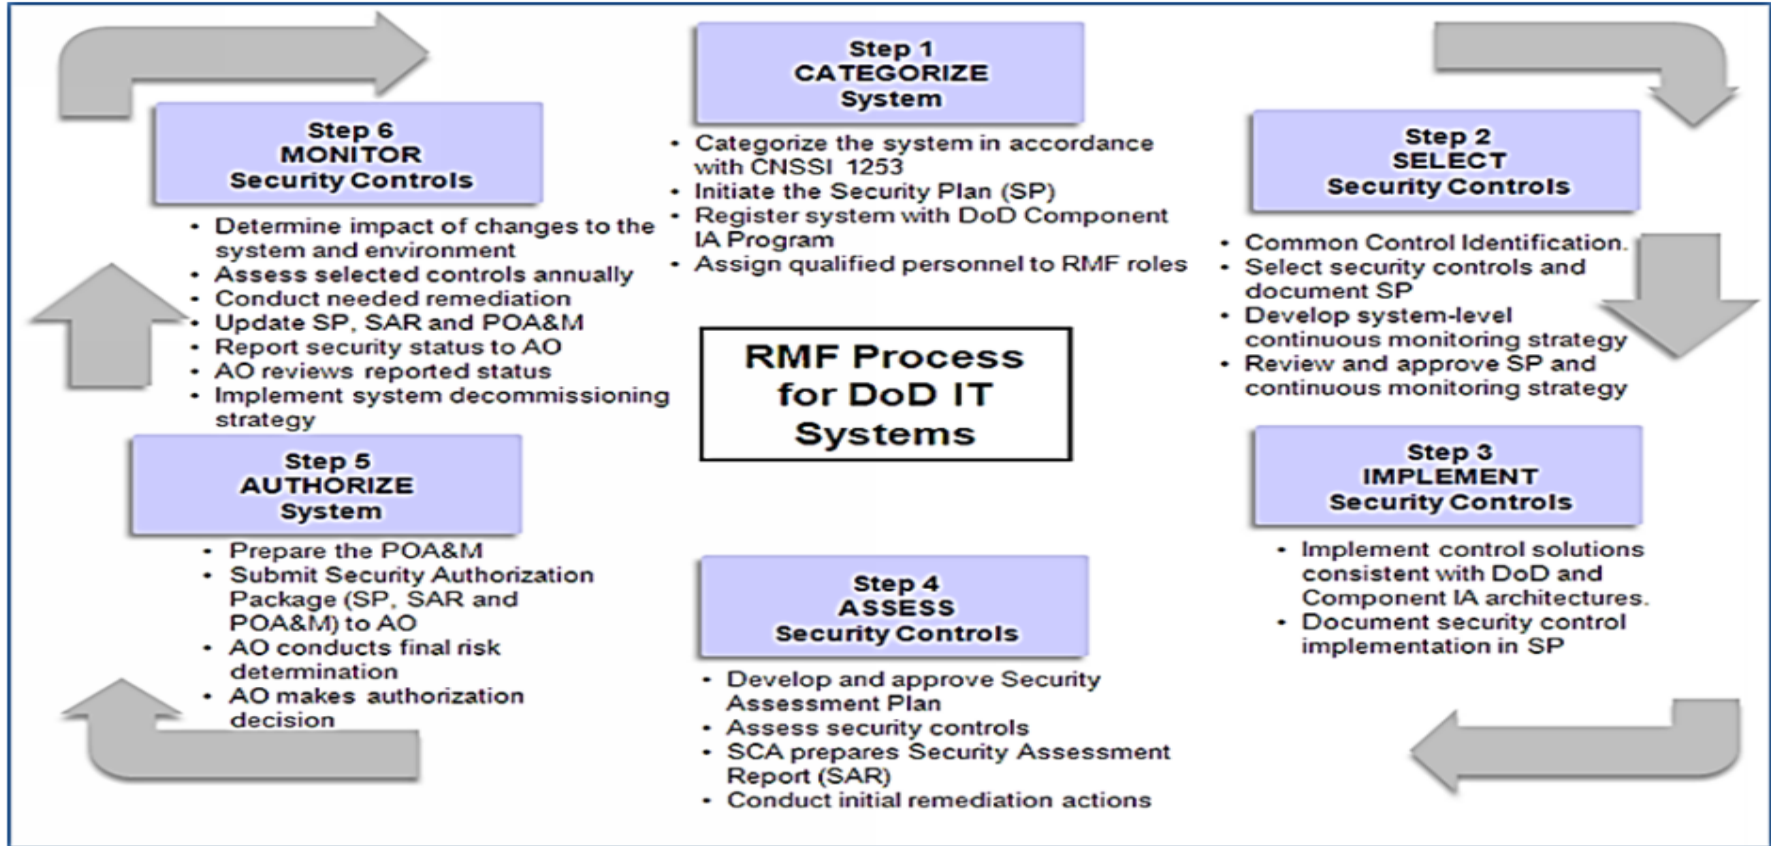 Step 1
CATEGORIZE
System
• Categorize the system in accordance
with CNSSI 1253
• Initiate the Security Plan (SP)
• Register system with DoD Component
IA Program
• Assign qualified personnel to RMF roles
Step 2
SELECT
Security Controls
• Common Control Identification.
• Select security controls and
document SP
• Develop system-level
continuous monitoring strategy
• Review and approve SP and
continuous monitoring strategy
Step 3
IMPLEMENT
Security Controls
• Implement control solutions
consistent with DoD and
Component IA architectures.
• Document security control
implementation in SP
Step 4
ASSESS
Security Controls
• Develop and approve Security
Assessment Plan
• Assess security controls
• SCA prepares Security Assessment
Report (SAR)
• Conduct initial remediation actions
Step 5
AUTHORIZE
System
• Prepare the POA&M
• Submit Security Authorization
Package (SP, SAR and
POA&M) to AO
• AO conducts final risk
determination
• AO makes authorization
decision
Step 6
MONITOR
Security Controls
• Determine impact of changes to the
system and environment
• Assess selected controls annually
• Conduct needed remediation
• Update SP, SAR and POA&M
• Report security status to AO
• AO reviews reported status
• Implement system decommissioning
strategy
RMF Process
for DoD IT
Systems